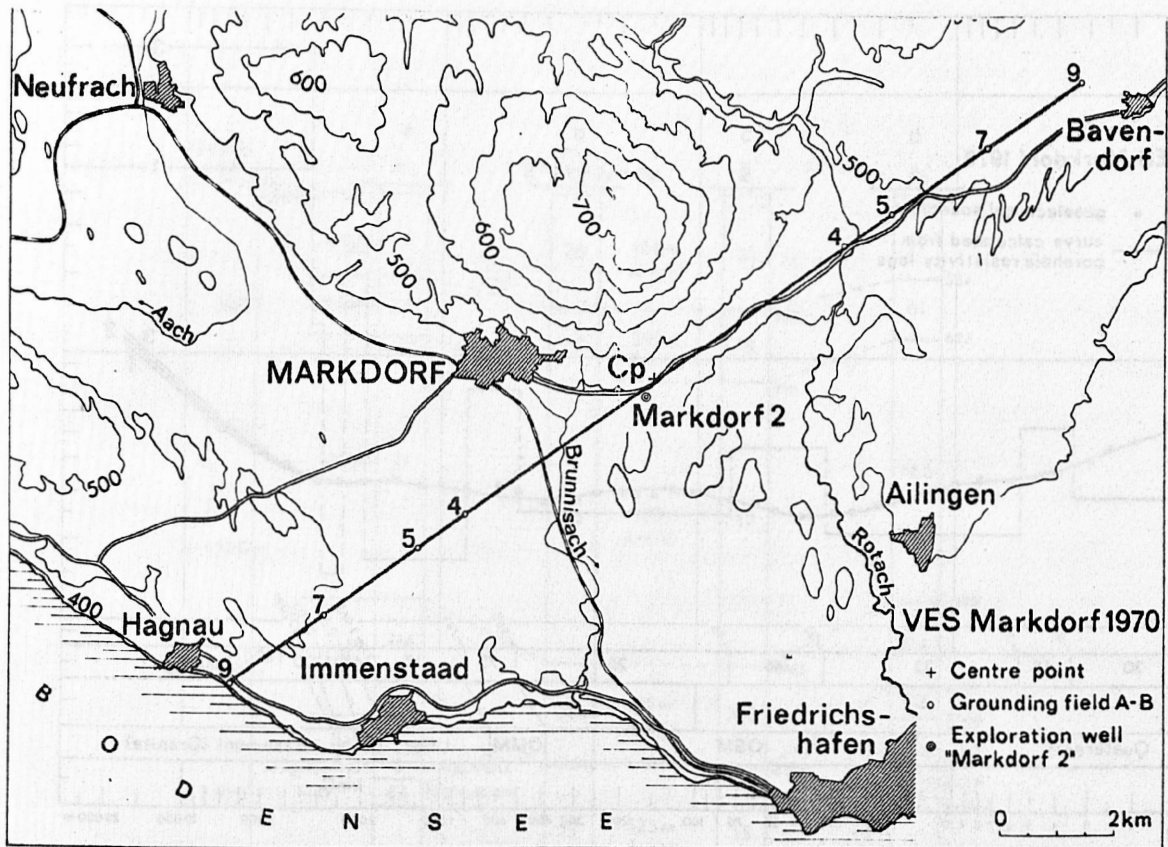 600
Neufrach
9
7
Baven-
dorf
500
5
700
600
4
500
Aach
MARKDORF
Cp
Markdorf 2
500
Brunnisach
4
Ailingen
5
Rotach
7
400
Hagnau
VES Markdorf 1970
9
Immenstaad
+ Centre point
Grounding field A-B
Friedrichs-
hafen
Exploration well
"Markdorf 2"
BODENSEE
0 2km